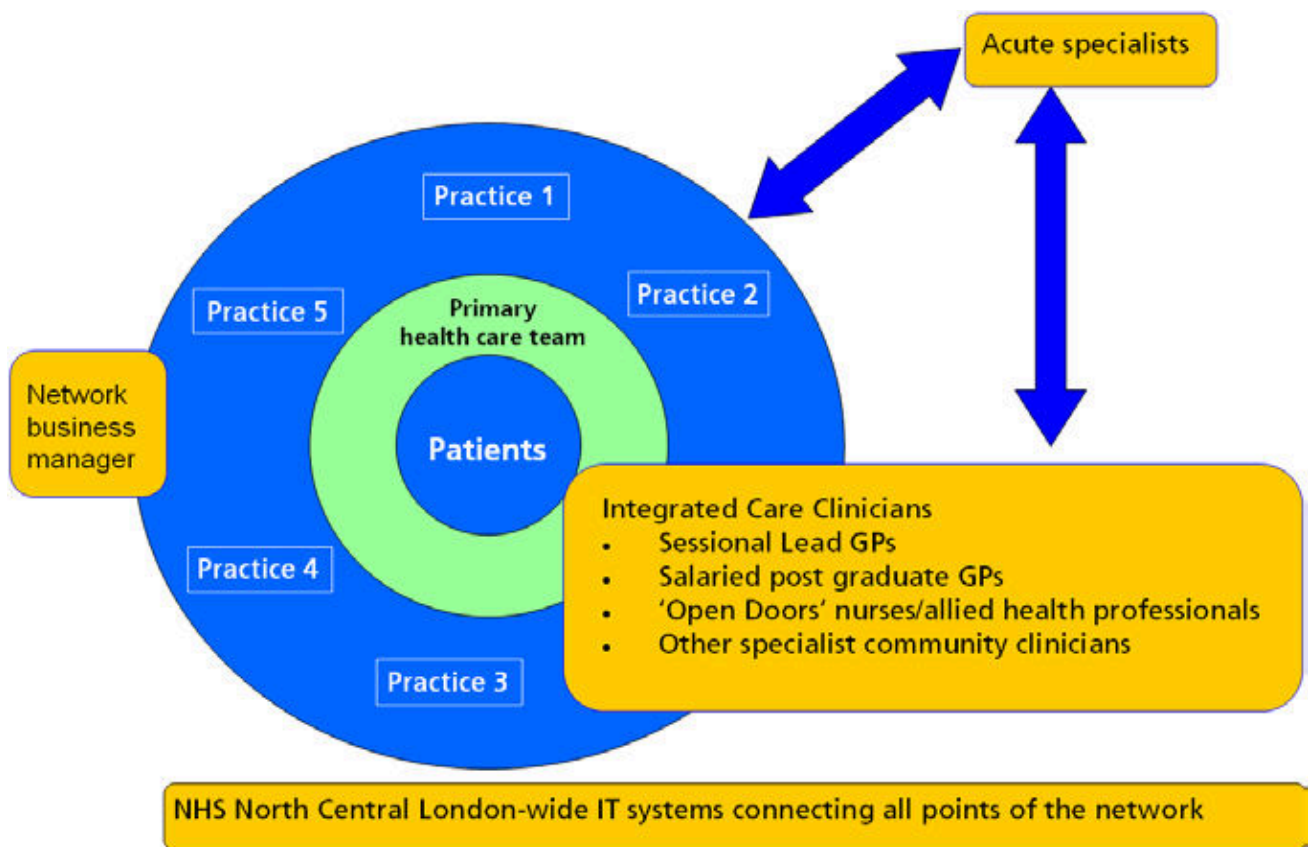 Acute specialists
Practice 1
Practice 2
Practice 5
Primary
health care team
Network
business
manager
Patients
Integrated Care Clinicians
• Sessional Lead GPs
• Salaried post graduate GPs
• ‘Open Doors’ nurses/allied health professionals
• Other specialist community clinicians
Practice 4
Practice 3
NHS North Central London-wide IT systems connecting all points of the network